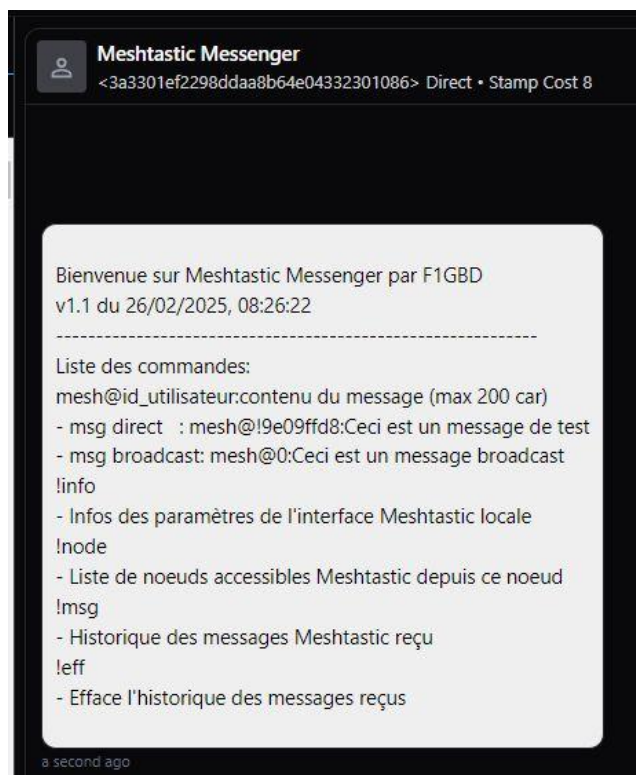 Meshtastic Messenger
<3a3301ef2298ddaa8b64e04332301086> Direct • Stamp Cost 8
Bienvenue sur Meshtastic Messenger par F1GBD
v1.1 du 26/02/2025, 08:26:22
------------------------------------------------------------
Liste des commandes:
mesh@id_utilisateur:contenu du message (max 200 car)
- msg direct   : mesh@!9e09ffd8:Ceci est un message de test
- msg broadcast: mesh@0:Ceci est un message broadcast
!info
- Infos des paramètres de l'interface Meshtastic locale
!node
- Liste de noeuds accessibles Meshtastic depuis ce noeud
!msg
- Historique des messages Meshtastic reçu
!eff
- Efface l'historique des messages reçus
a second ago